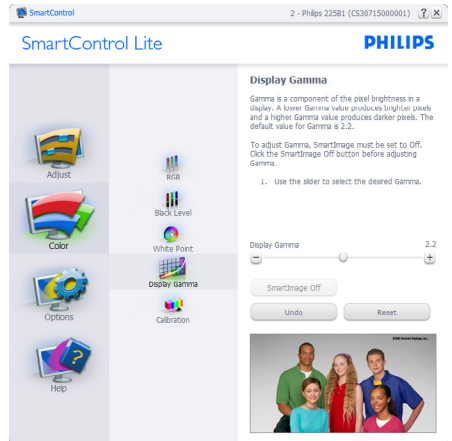 SmartControl
2 - Philips 225B1 (CS30715000001)
SmartControl Lite
PHILIPS
Adjust
Color
Options
Help
RGB
Black Level
White Point
Display Gamma
Calibration
Display Gamma
Gamma is a component of the pixel brightness in a
display. A lower Gamma value produces brighter pixels
and a higher Gamma value produces darker pixels. The
default value for Gamma is 2.2.
To adjust Gamma, SmartImage must be set to Off.
Click the SmartImage Off button before adjusting
Gamma.
1. Use the slider to select the desired Gamma.
Display Gamma 2.2
SmartImage Off
Undo Reset